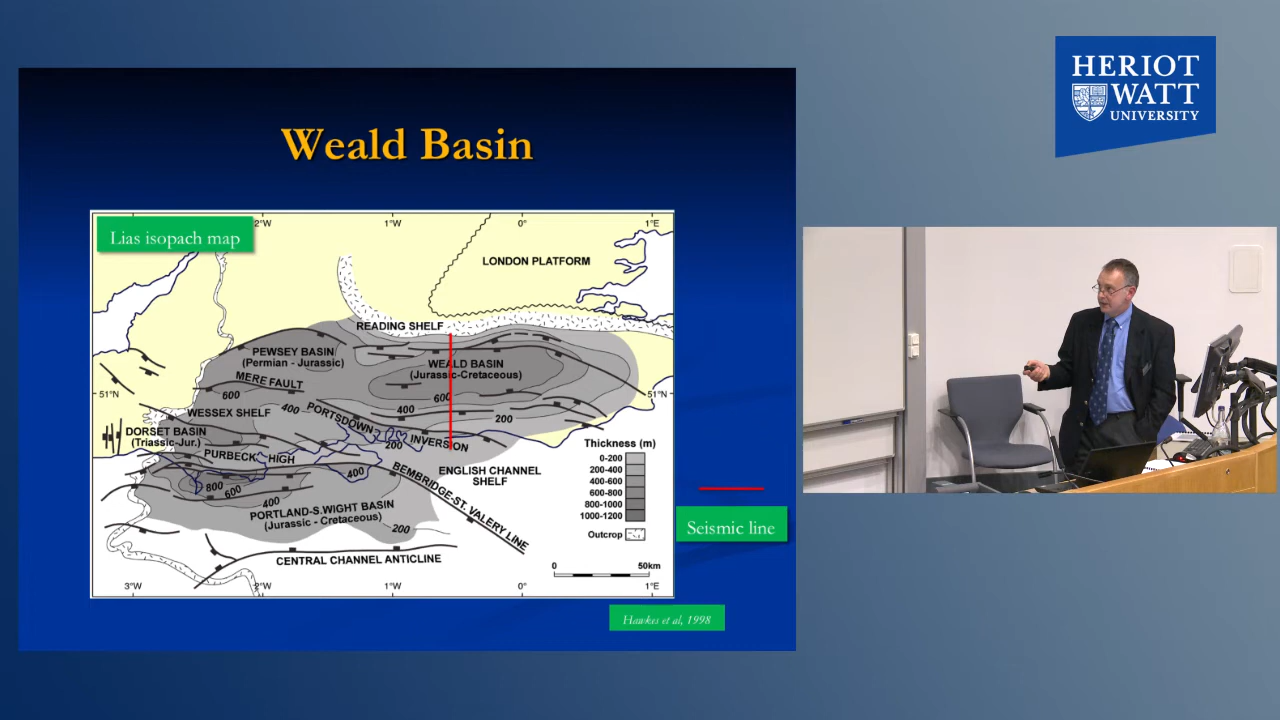 HERIOT
WATT
UNIVERSITY
Weald Basin
Lias isopach map
2°W
1°W
0°
1°E
LONDON PLATFORM
READING SHELF
PEWSEY BASIN
(Permian - Jurassic)
WEALD BASIN
(Jurassic-Cretaceous)
MERE FAULT
600
600
51°N
51°N
WESSEX SHELF
400
PORTSDOWN
400
200
DORSET BASIN
(Triassic-Jur.)
200
INVERSION
PURBECK HIGH
400
BEMBRIDGE-ST. VALERY LINE
ENGLISH CHANNEL
SHELF
800
600
400
PORTLAND-S.WIGHT BASIN
(Jurassic - Cretaceous)
200
CENTRAL CHANNEL ANTICLINE
Thickness (m)
0-200
200-400
400-600
600-800
800-1000
1000-1200
Outcrop
0
50km
3°W
2°W
1°W
0°
1°E
Seismic line
Hawkes et al, 1998